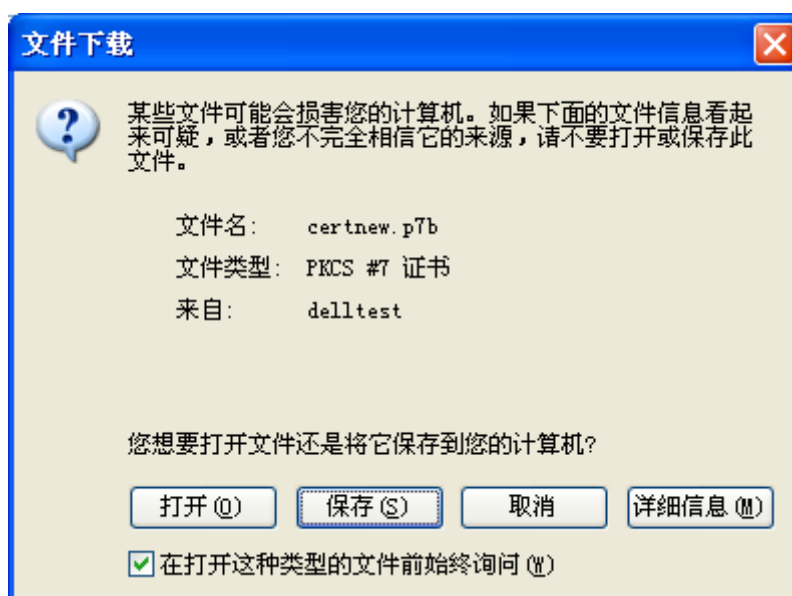 文件下载
某些文件可能会损害您的计算机。如果下面的文件信息看起
来可疑，或者您不完全相信它的来源，请不要打开或保存此
文件。
文件名: certnew.p7b
文件类型: PKCS #7 证书
来自: delltest
您想要打开文件还是将它保存到您的计算机?
打开(O) 保存(S) 取消 详细信息(M)
在打开这种类型的文件前始终询问(W)